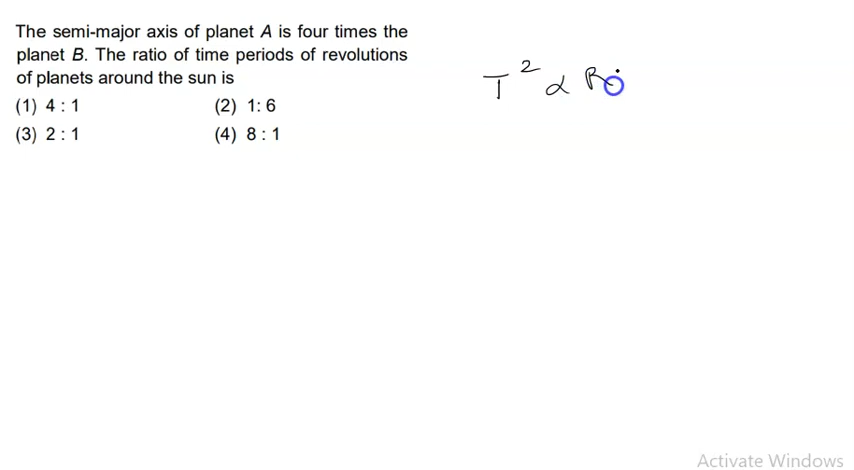 The semi-major axis of planet A is four times the
planet B. The ratio of time periods of revolutions
of planets around the sun is
(1) 4 : 1 (2) 1: 6
(3) 2 : 1 (4) 8 : 1
T² ∝ R
Activate Windows